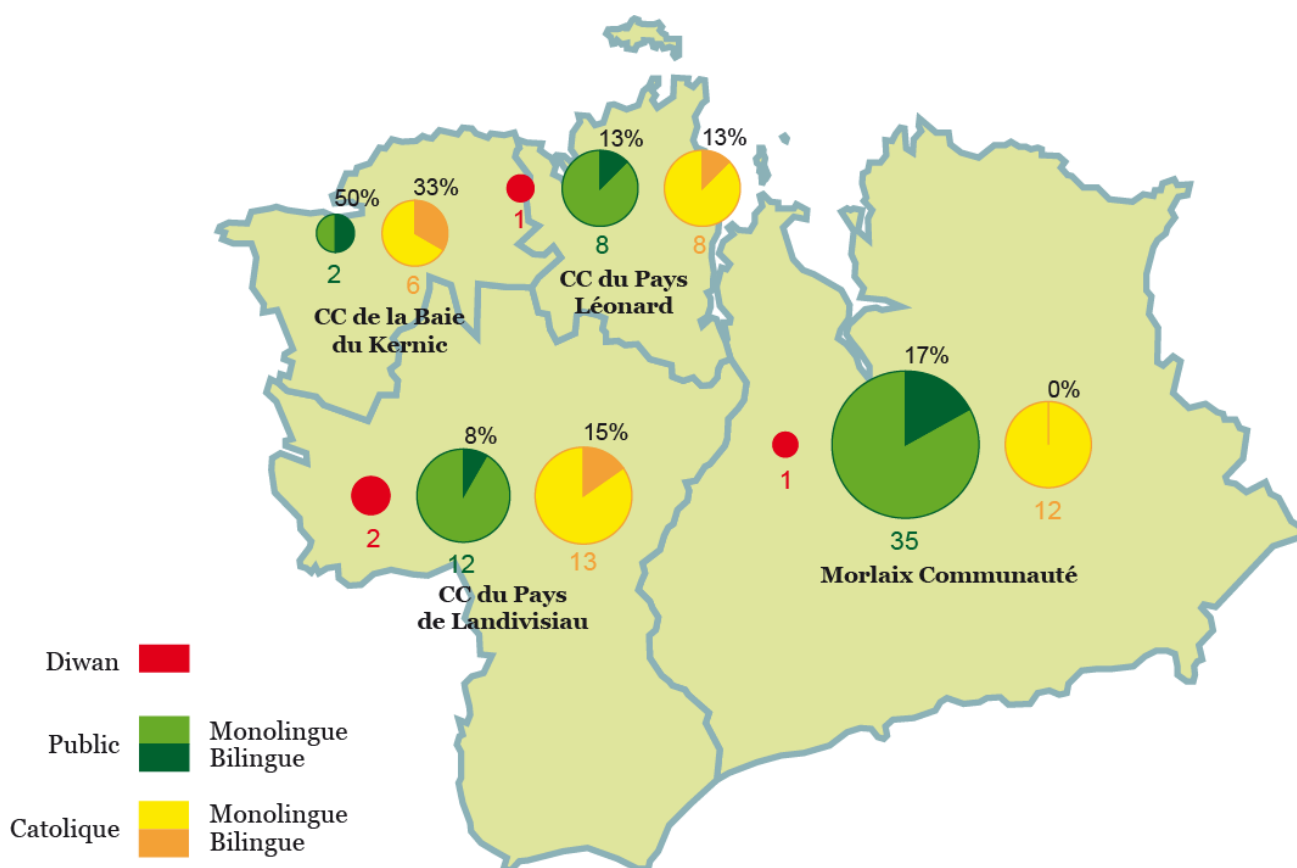 13%
13%
1
8
8
CC du Pays
Léonard
50%
33%
2
6
CC de la Baie
du Kernic
17%
0%
1
35
12
Morlaix Communauté
8%
15%
2
12
13
CC du Pays
de Landivisiau
Diwan
Public
Monolingue
Bilingue
Catolique
Monolingue
Bilingue